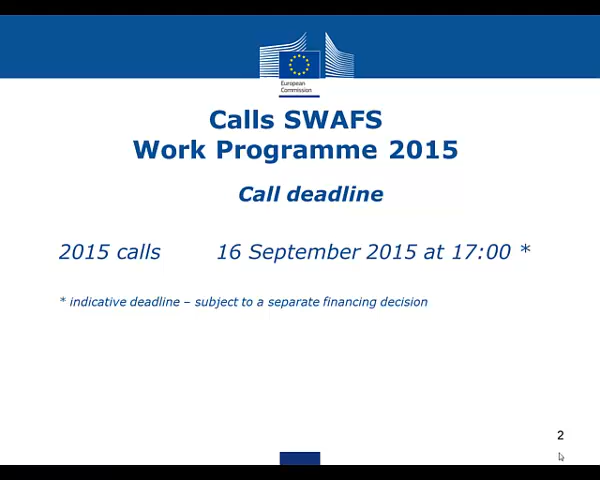 European
Commission
Calls SWAFS
Work Programme 2015
Call deadline
2015 calls 16 September 2015 at 17:00 *
* indicative deadline – subject to a separate financing decision
2